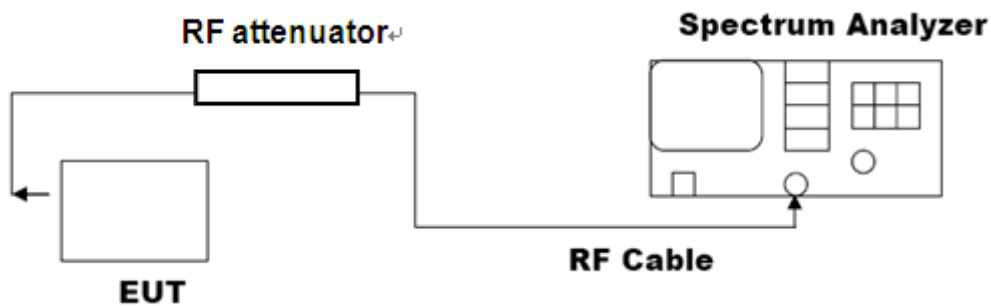 RF attenuator↵
Spectrum Analyzer
RF Cable
EUT